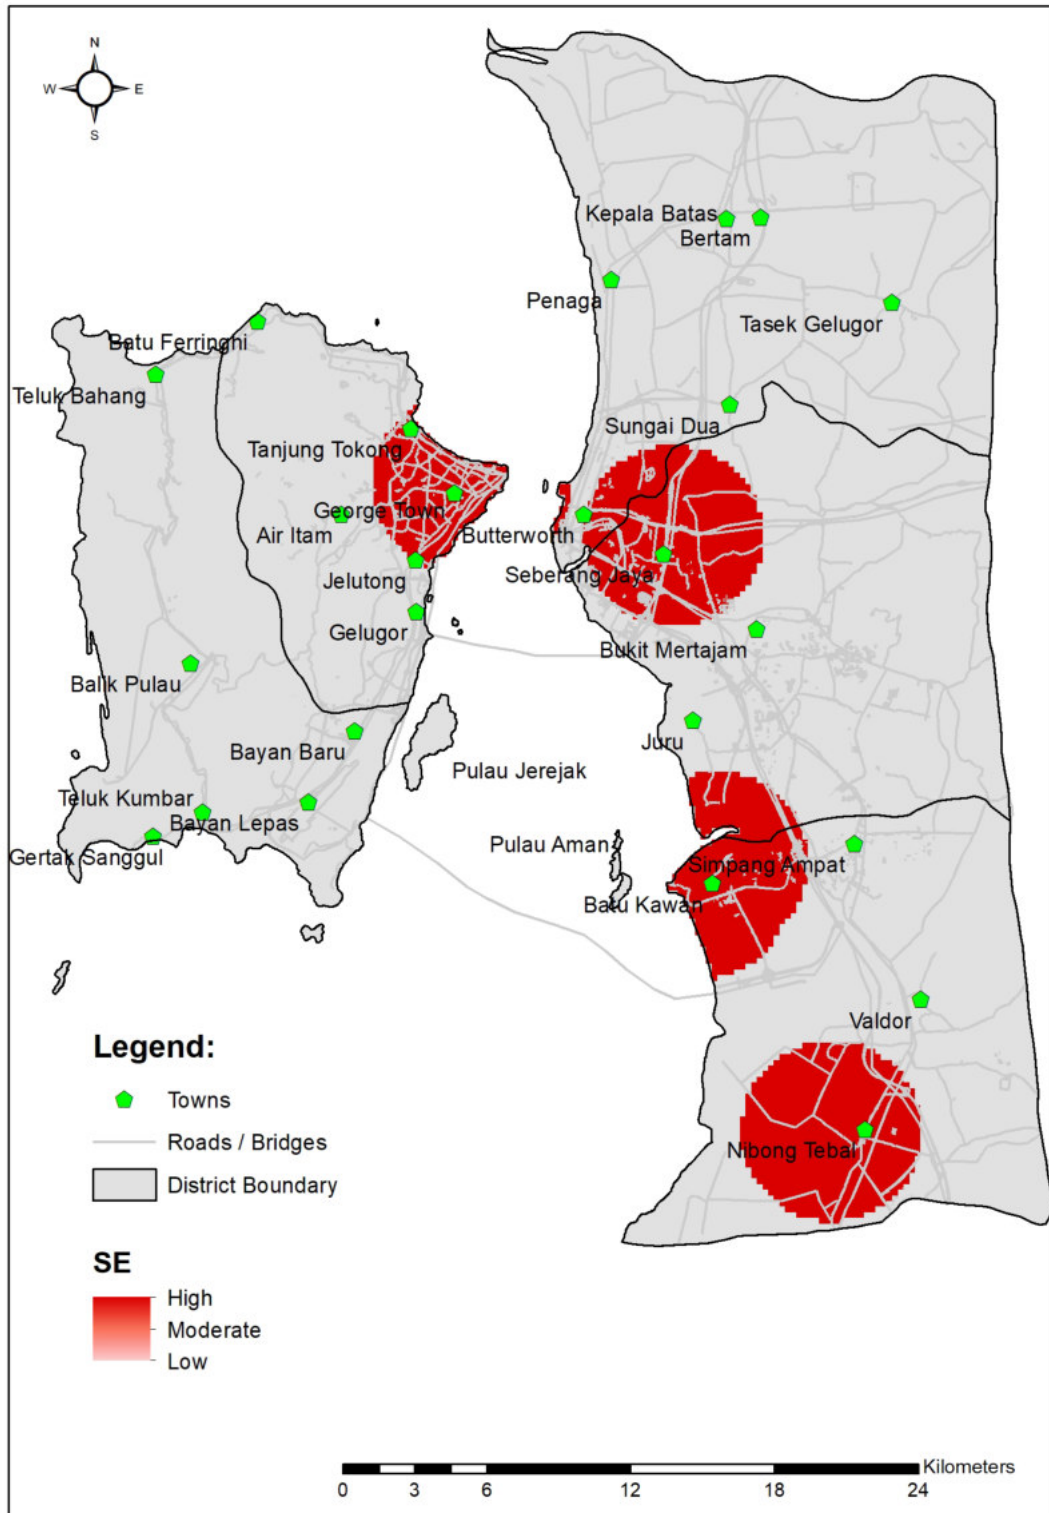 N
W
E
S
Kepala Batas
Bertam
Penaga
Tasek Gelugor
Batu Ferringhi
Teluk Bahang
Sungai Dua
Tanjung Tokong
George Town
Air Itam
Butterworth
Jelutong
Seberang Jaya
Gelugor
Bukit Mertajam
Balik Pulau
Juru
Bayan Baru
Pulau Jerejak
Teluk Kumbar
Bayan Lepas
Gertak Sanggul
Pulau Aman
Simpang Ampat
Batu Kawan
Valdor
Nibong Tebal
Legend:
Towns
Roads / Bridges
District Boundary
SE
High
Moderate
Low
Kilometers
0 3 6 12 18 24